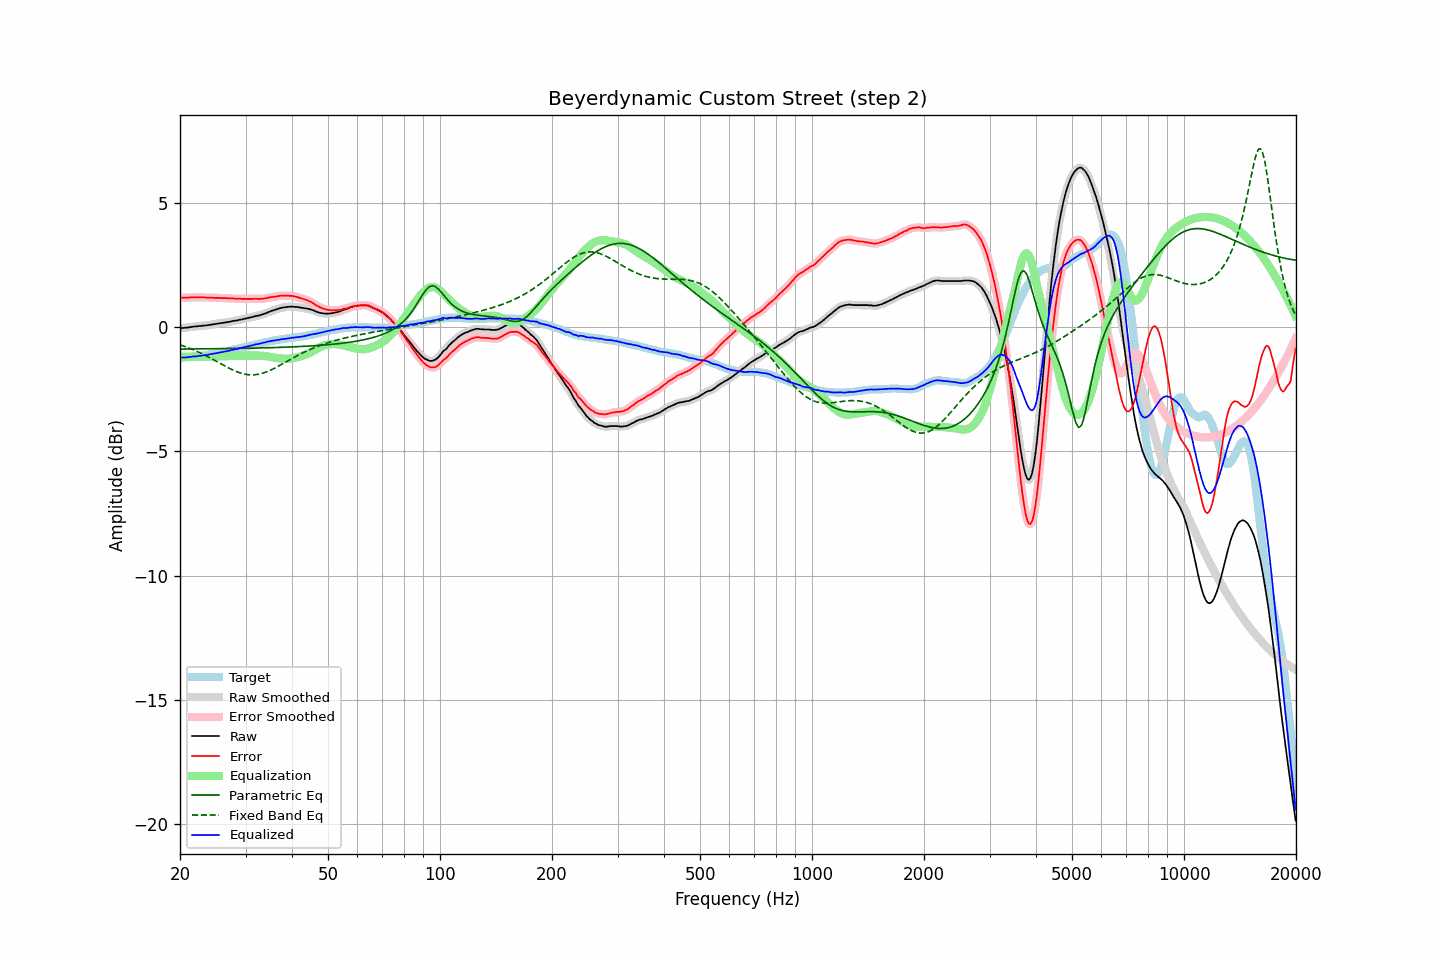 Beyerdynamic Custom Street (step 2)
Amplitude (dBr)
5
0
−5
−10
−15
−20
Target
Raw Smoothed
Error Smoothed
Raw
Error
Equalization
Parametric Eq
Fixed Band Eq
Equalized
20 50 100 200 500 1000 2000 5000 10000 20000
Frequency (Hz)